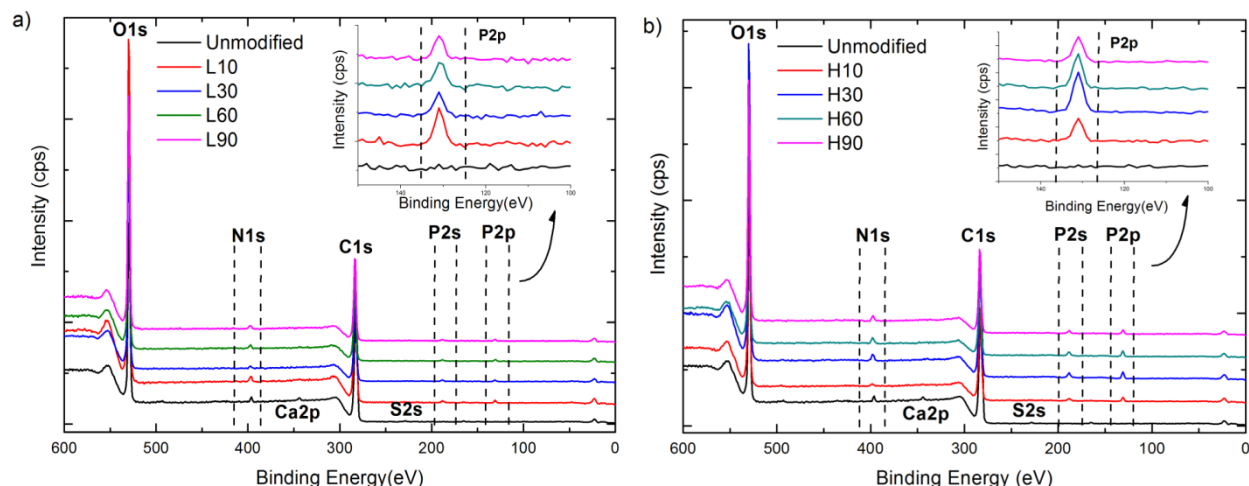 a)
O1s
Unmodified
L10
L30
L60
L90
Intensity (cps)
P2p
140
120
100
Binding Energy(eV)
Intensity (cps)
N1s
C1s
P2s
P2p
Ca2p
S2s
600
500
400
300
200
100
0
Binding Energy(eV)
b)
O1s
Unmodified
H10
H30
H60
H90
Intensity (cps)
P2p
140
120
100
Binding Energy(eV)
Intensity (cps)
N1s
C1s
P2s
P2p
Ca2p
S2s
600
500
400
300
200
100
0
Binding Energy (eV)